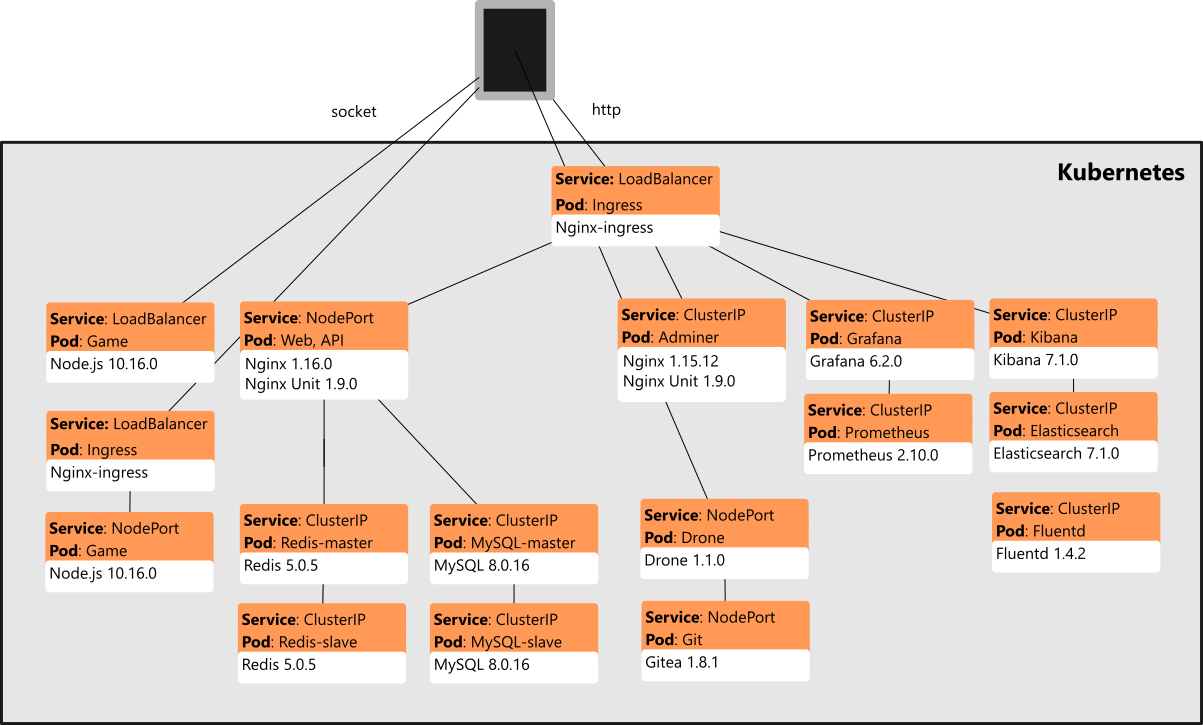 socket
http
Kubernetes
Service: LoadBalancer
Pod: Ingress
Nginx-ingress
Service: LoadBalancer
Pod: Game
Node.js 10.16.0
Service: NodePort
Pod: Web, API
Nginx 1.16.0
Nginx Unit 1.9.0
Service: ClusterIP
Pod: Adminer
Nginx 1.15.12
Nginx Unit 1.9.0
Service: ClusterIP
Pod: Grafana
Grafana 6.2.0
Service: ClusterIP
Pod: Kibana
Kibana 7.1.0
Service: ClusterIP
Pod: Prometheus
Prometheus 2.10.0
Service: ClusterIP
Pod: Elasticsearch
Elasticsearch 7.1.0
Service: LoadBalancer
Pod: Ingress
Nginx-ingress
Service: NodePort
Pod: Game
Node.js 10.16.0
Service: ClusterIP
Pod: Redis-master
Redis 5.0.5
Service: ClusterIP
Pod: MySQL-master
MySQL 8.0.16
Service: NodePort
Pod: Drone
Drone 1.1.0
Service: ClusterIP
Pod: Fluentd
Fluentd 1.4.2
Service: ClusterIP
Pod: Redis-slave
Redis 5.0.5
Service: ClusterIP
Pod: MySQL-slave
MySQL 8.0.16
Service: NodePort
Pod: Git
Gitea 1.8.1